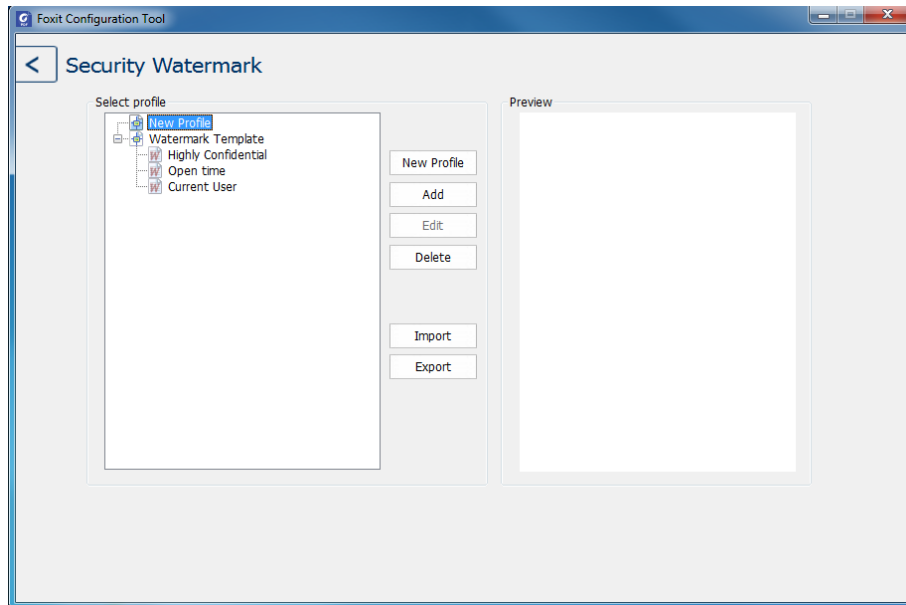 Foxit Configuration Tool
< Security Watermark
Select profile
New Profile
Watermark Template
Highly Confidential
Open time
Current User
New Profile
Add
Edit
Delete
Import
Export
Preview